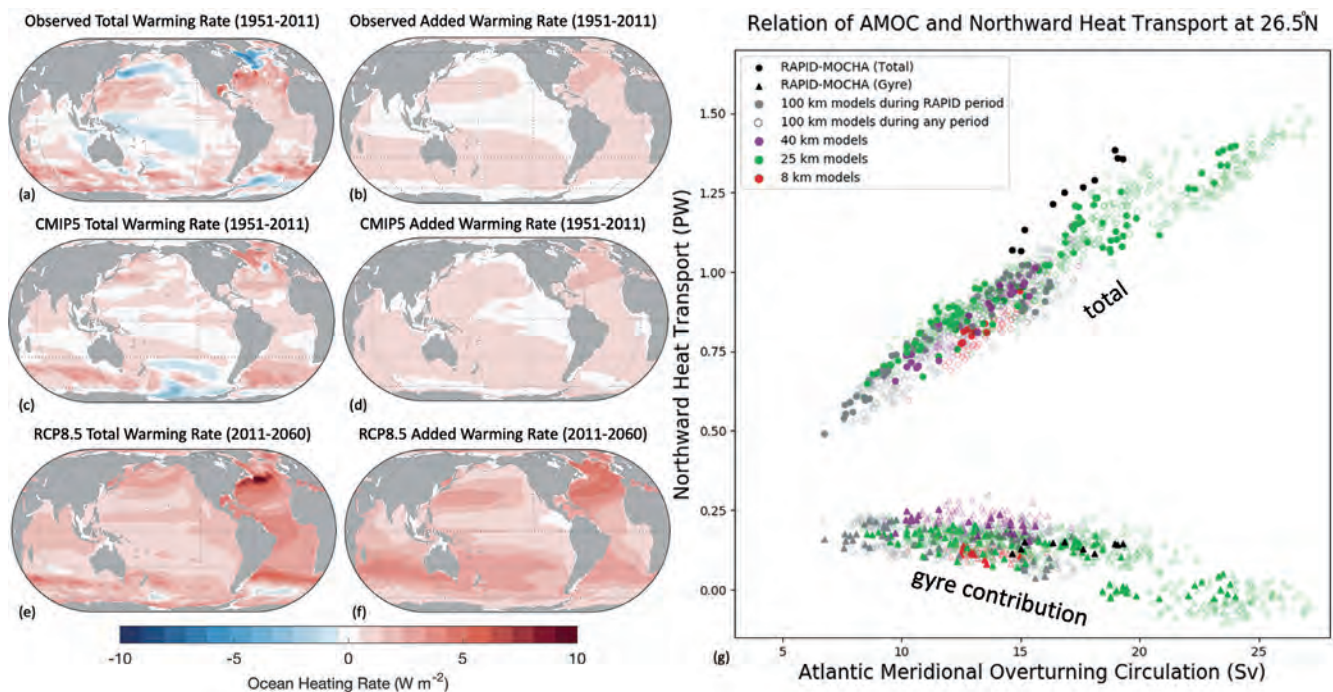 Observed Total Warming Rate (1951-2011)
Observed Added Warming Rate (1951-2011)
(a)
(b)
CMIP5 Total Warming Rate (1951-2011)
CMIP5 Added Warming Rate (1951-2011)
(c)
(d)
RCP8.5 Total Warming Rate (2011-2060)
RCP8.5 Added Warming Rate (2011-2060)
(e)
(f)
-10 -5 0 5 10
Ocean Heating Rate (W m⁻²)
Relation of AMOC and Northward Heat Transport at 26.5°N
RAPID-MOCHA (Total)
RAPID-MOCHA (Gyre)
100 km models during RAPID period
100 km models during any period
40 km models
25 km models
8 km models
Northward Heat Transport (PW)
1.50
1.25
1.00
0.75
0.50
0.25
0.00
total
gyre contribution
(g)
5 10 15 20 25
Atlantic Meridional Overturning Circulation (Sv)